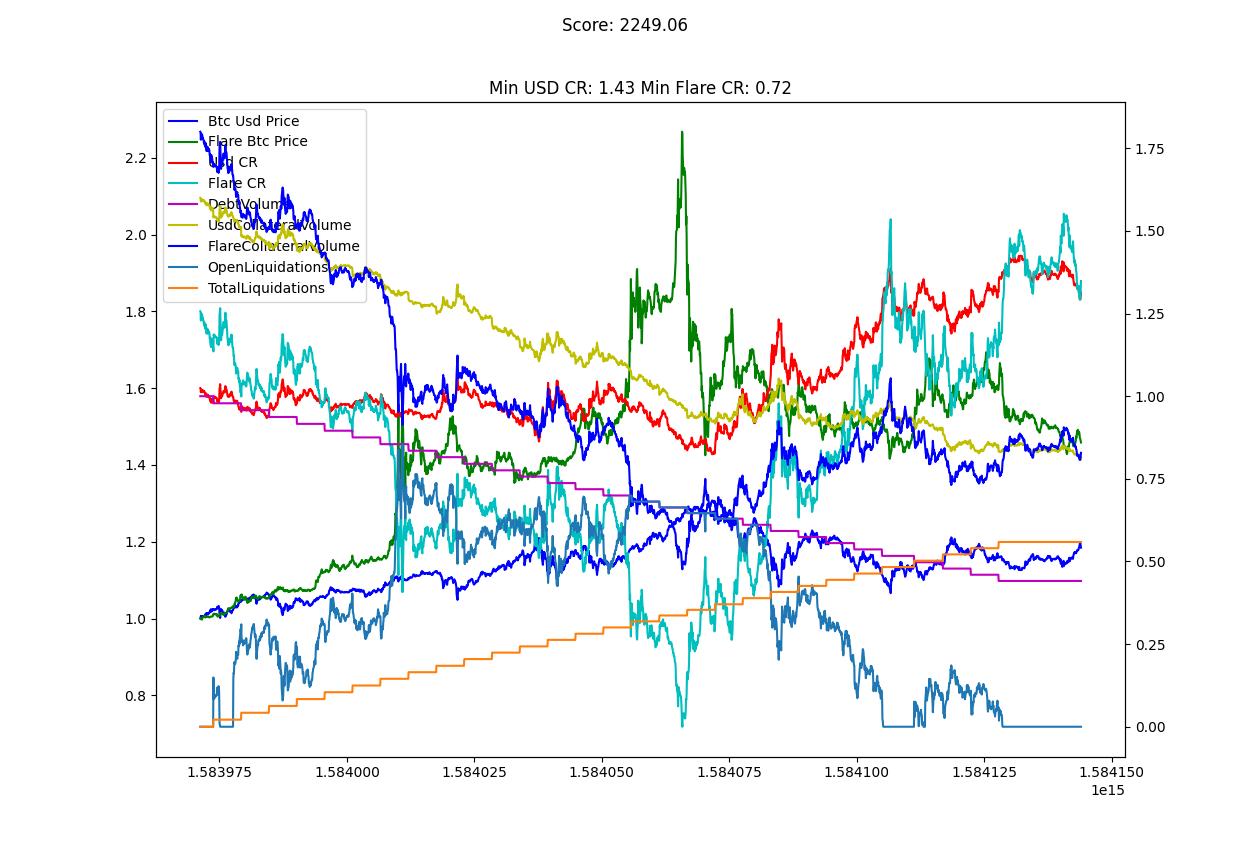 Score: 2249.06
Min USD CR: 1.43 Min Flare CR: 0.72
Btc Usd Price
Flare Btc Price
Usd CR
Flare CR
DebtVolume
UsdCollateralVolume
FlareCollateralVolume
OpenLiquidations
TotalLiquidations
2.2
2.0
1.8
1.6
1.4
1.2
1.0
0.8
1.75
1.50
1.25
1.00
0.75
0.50
0.25
0.00
1.583975 1.584000 1.584025 1.584050 1.584075 1.584100 1.584125 1.584150
1e15